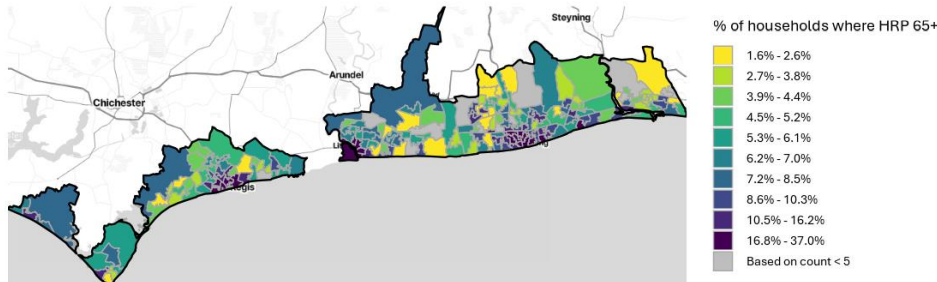 Steyning
% of households where HRP 65+
1.6% - 2.6%
Arundel
2.7% - 3.8%
3.9% - 4.4%
Chichester
4.5% - 5.2%
5.3% - 6.1%
6.2% - 7.0%
7.2% - 8.5%
8.6% - 10.3%
10.5% - 16.2%
16.8% - 37.0%
Based on count < 5